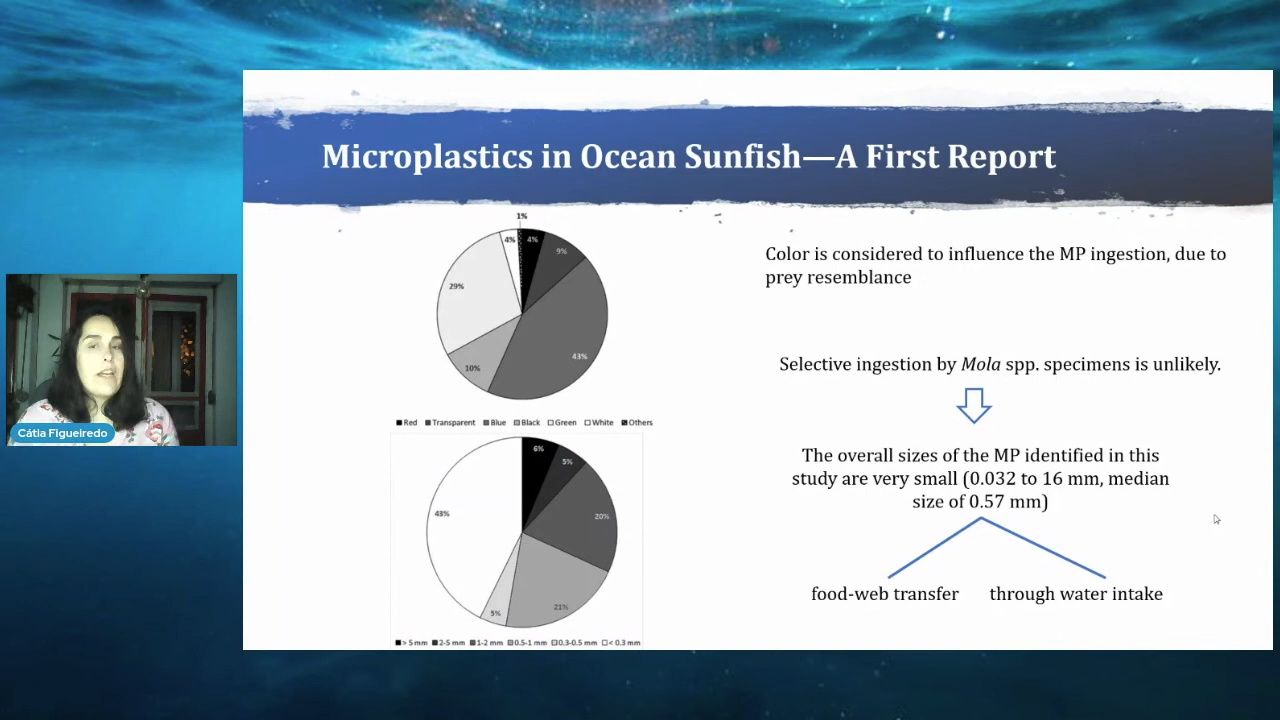 Microplastics in Ocean Sunfish—A First Report
1%
4%
4%
9%
29%
43%
10%
Red Transparent Blue Black Green White Others
6%
5%
20%
43%
21%
5%
> 5 mm 2-5 mm 1-2 mm 0.5-1 mm 0.3-0.5 mm < 0.3 mm
Color is considered to influence the MP ingestion, due to
prey resemblance
Selective ingestion by Mola spp. specimens is unlikely.
The overall sizes of the MP identified in this
study are very small (0.032 to 16 mm, median
size of 0.57 mm)
food-web transfer through water intake
Cátia Figueiredo